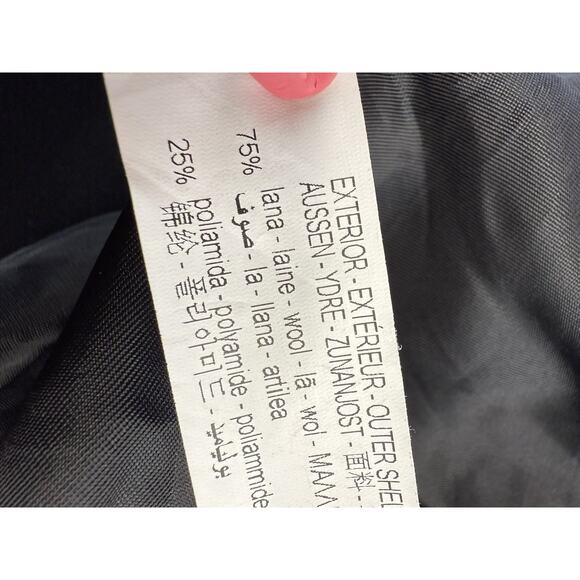 EXTERIOR - EXTÉRIEUR - OUTER SHEL
AUSSEN - YDRE - ZUNANJOST - 面料 -
75% lana - laine - wool - lã - wol - ΜΑΛΛ
صوف - la - llana - artilea
25% poliamida - polyamide - poliammide
锦纶 - 폴리아미드 -